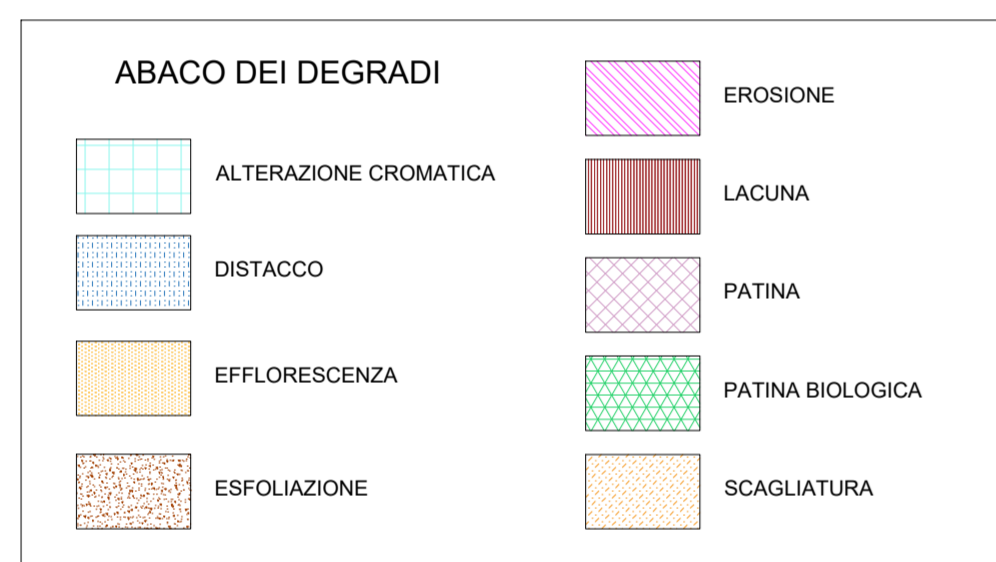 ABACO DEI DEGRADI
ALTERAZIONE CROMATICA
DISTACCO
EFFLORESCENZA
ESFOLIAZIONE
EROSIONE
LACUNA
PATINA
PATINA BIOLOGICA
SCAGLIATURA